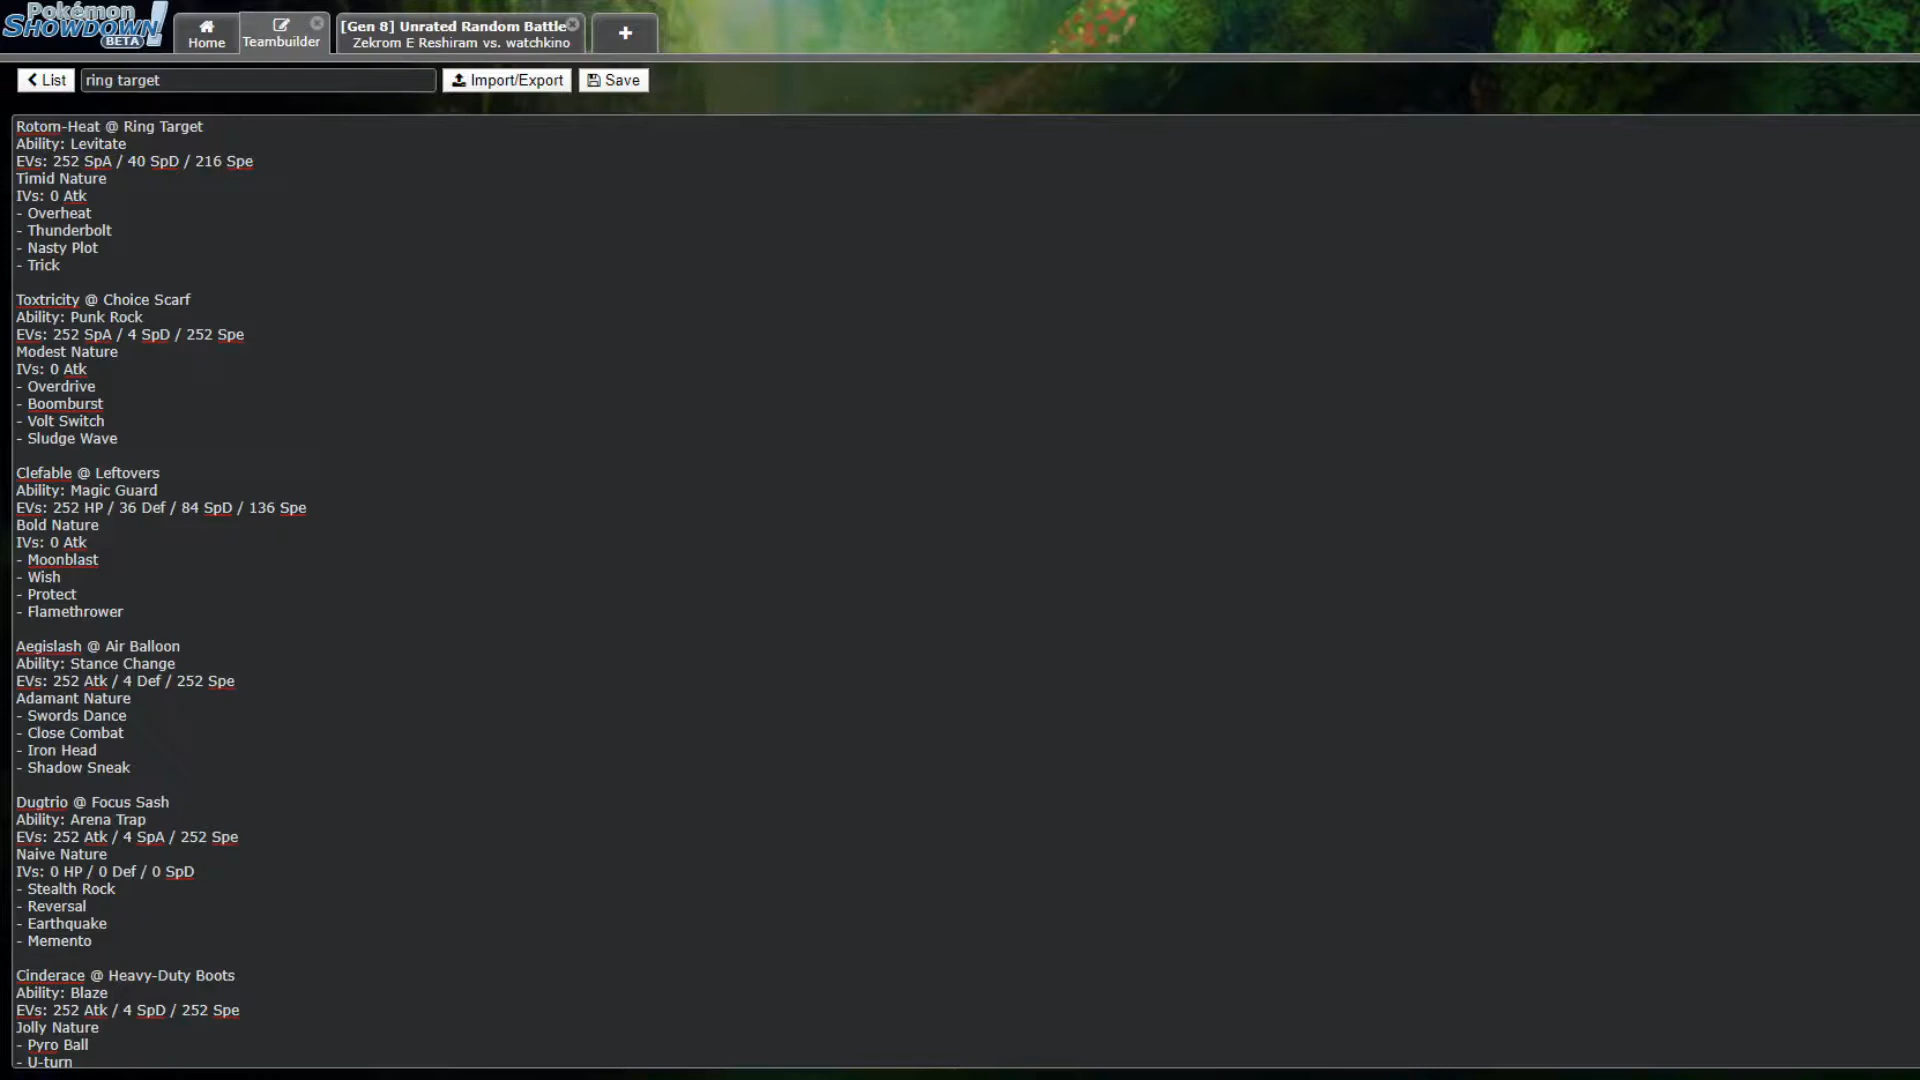 Pokémon
SHOWDOWN!
BETA
Home
Teambuilder
[Gen 8] Unrated Random Battle
Zekrom E Reshiram vs. watchkino
+
List
ring target
Import/Export
Save
Rotom-Heat @ Ring Target
Ability: Levitate
EVs: 252 SpA / 40 SpD / 216 Spe
Timid Nature
IVs: 0 Atk
- Overheat
- Thunderbolt
- Nasty Plot
- Trick
Toxtricity @ Choice Scarf
Ability: Punk Rock
EVs: 252 SpA / 4 SpD / 252 Spe
Modest Nature
IVs: 0 Atk
- Overdrive
- Boomburst
- Volt Switch
- Sludge Wave
Clefable @ Leftovers
Ability: Magic Guard
EVs: 252 HP / 36 Def / 84 SpD / 136 Spe
Bold Nature
IVs: 0 Atk
- Moonblast
- Wish
- Protect
- Flamethrower
Aegislash @ Air Balloon
Ability: Stance Change
EVs: 252 Atk / 4 Def / 252 Spe
Adamant Nature
- Swords Dance
- Close Combat
- Iron Head
- Shadow Sneak
Dugtrio @ Focus Sash
Ability: Arena Trap
EVs: 252 Atk / 4 SpA / 252 Spe
Naive Nature
IVs: 0 HP / 0 Def / 0 SpD
- Stealth Rock
- Reversal
- Earthquake
- Memento
Cinderace @ Heavy-Duty Boots
Ability: Blaze
EVs: 252 Atk / 4 SpD / 252 Spe
Jolly Nature
- Pyro Ball
- U-turn